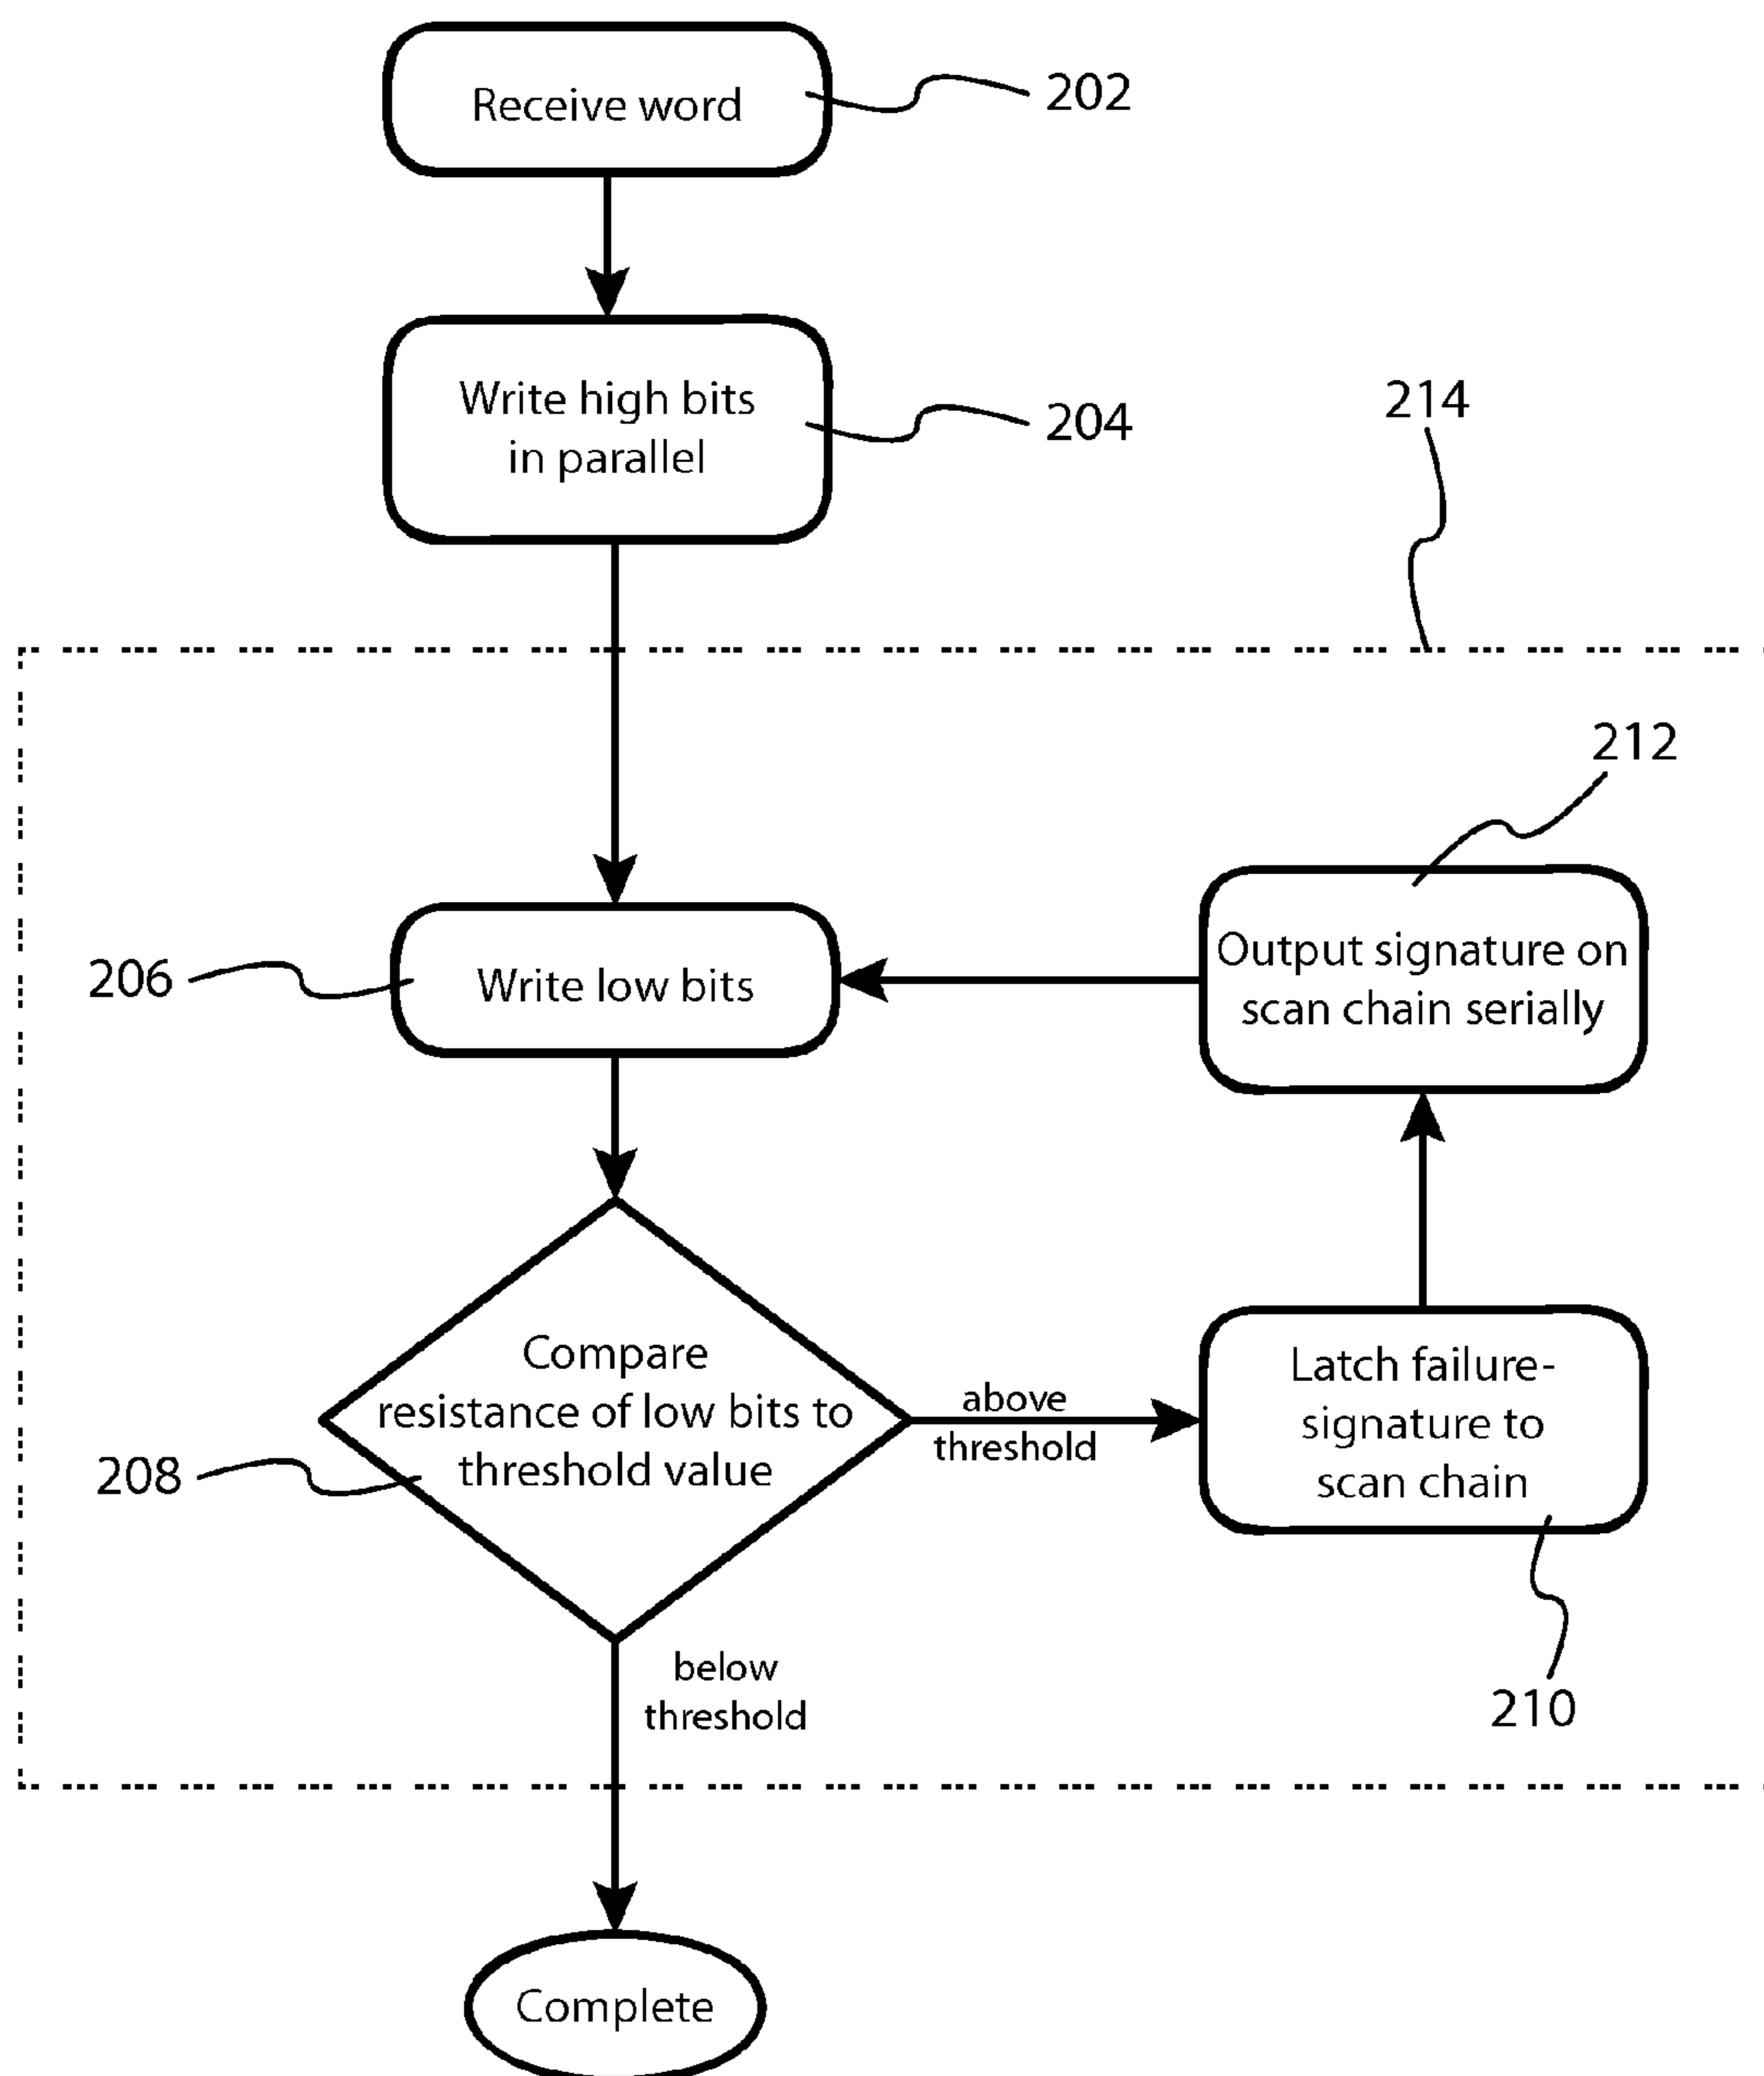 Receive word
202
Write high bits
in parallel
204
214
212
Output signature on
scan chain serially
206
Write low bits
Compare
resistance of low bits to
threshold value
208
above
threshold
Latch failure-
signature to
scan chain
210
below
threshold
Complete